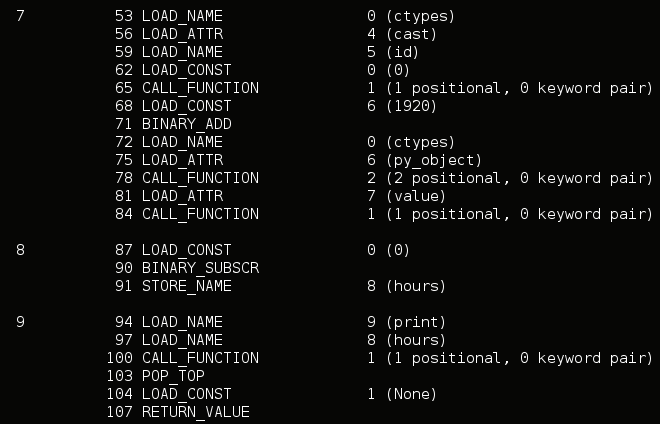 7 53 LOAD_NAME 0 (ctypes)
56 LOAD_ATTR 4 (cast)
59 LOAD_NAME 5 (id)
62 LOAD_CONST 0 (0)
65 CALL_FUNCTION 1 (1 positional, 0 keyword pair)
68 LOAD_CONST 6 (1920)
71 BINARY_ADD
72 LOAD_NAME 0 (ctypes)
75 LOAD_ATTR 6 (py_object)
78 CALL_FUNCTION 2 (2 positional, 0 keyword pair)
81 LOAD_ATTR 7 (value)
84 CALL_FUNCTION 1 (1 positional, 0 keyword pair)
8 87 LOAD_CONST 0 (0)
90 BINARY_SUBSCR
91 STORE_NAME 8 (hours)
9 94 LOAD_NAME 9 (print)
97 LOAD_NAME 8 (hours)
100 CALL_FUNCTION 1 (1 positional, 0 keyword pair)
103 POP_TOP
104 LOAD_CONST 1 (None)
107 RETURN_VALUE